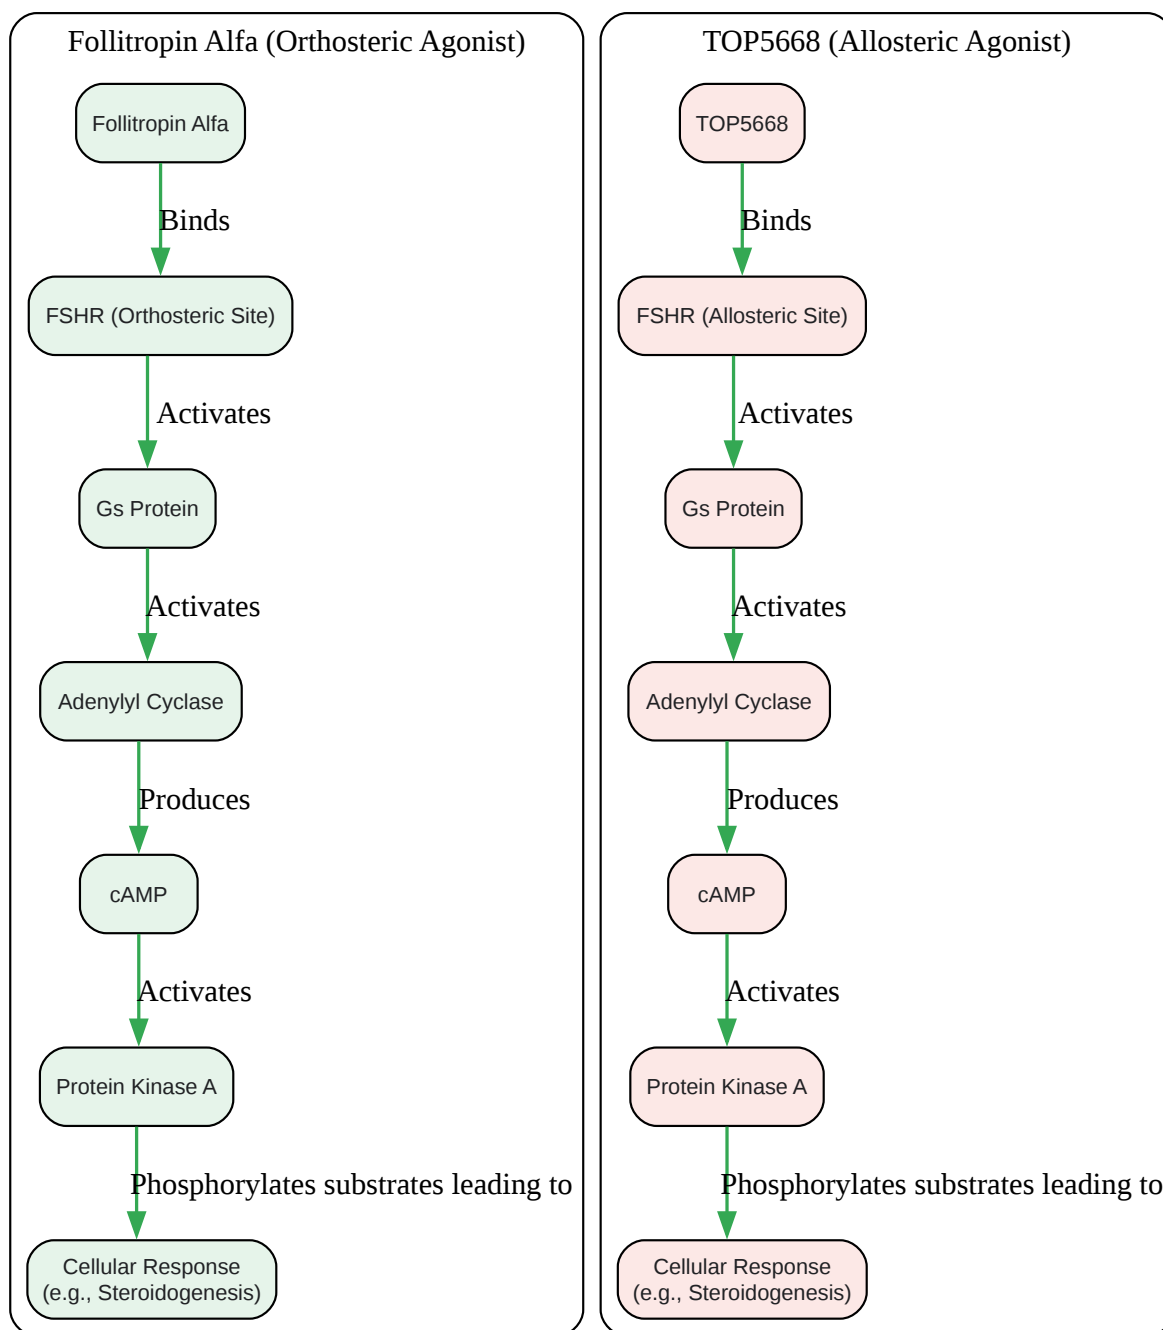 Follitropin Alfa (Orthosteric Agonist)
Follitropin Alfa
Binds
FSHR (Orthosteric Site)
Activates
Gs Protein
Activates
Adenylyl Cyclase
Produces
cAMP
Activates
Protein Kinase A
Phosphorylates substrates leading to
Cellular Response
(e.g., Steroidogenesis)
TOP5668 (Allosteric Agonist)
TOP5668
Binds
FSHR (Allosteric Site)
Activates
Gs Protein
Activates
Adenylyl Cyclase
Produces
cAMP
Activates
Protein Kinase A
Phosphorylates substrates leading to
Cellular Response
(e.g., Steroidogenesis)